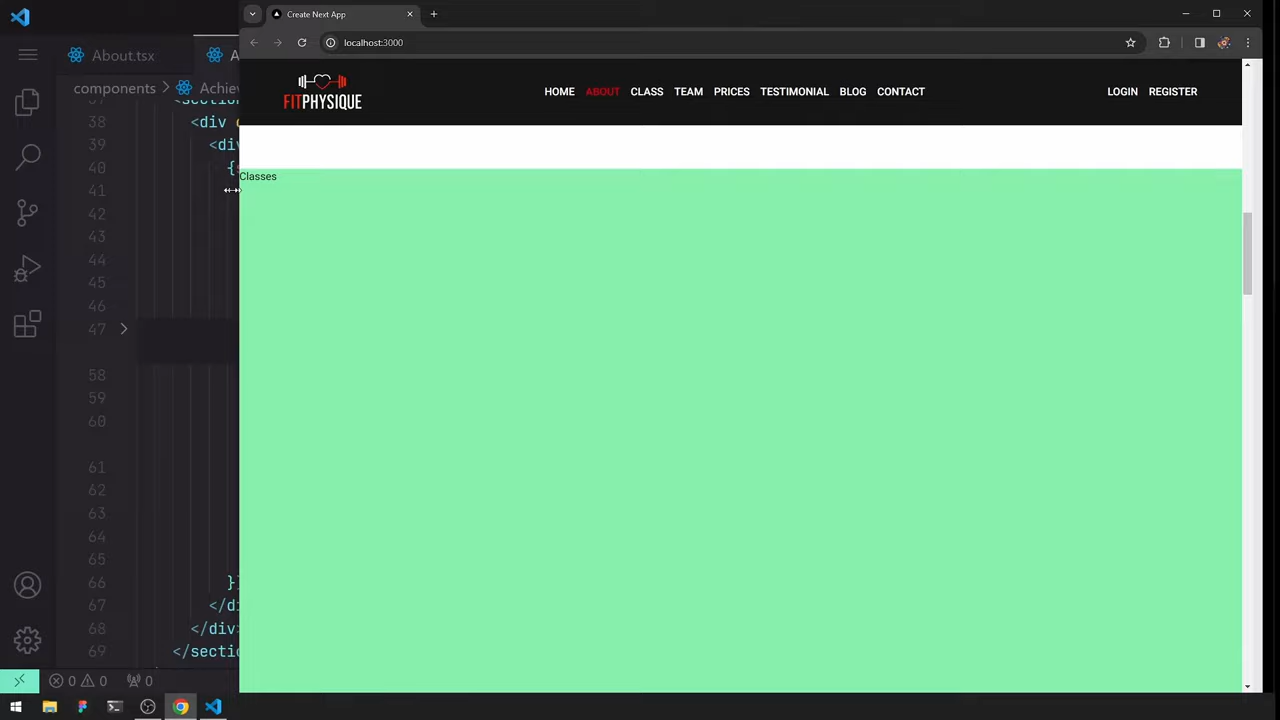 Create Next App
About.tsx
localhost:3000
components
FITPHYSIQUE
HOME ABOUT CLASS TEAM PRICES TESTIMONIAL BLOG CONTACT
LOGIN REGISTER
38 <div
39 <div
40 {
Classes
41
42
43
44
45
46
47
58
59
60
61
62
63
64
65
66 }
67 </di
68 </div>
69 </sectio
0 0 0